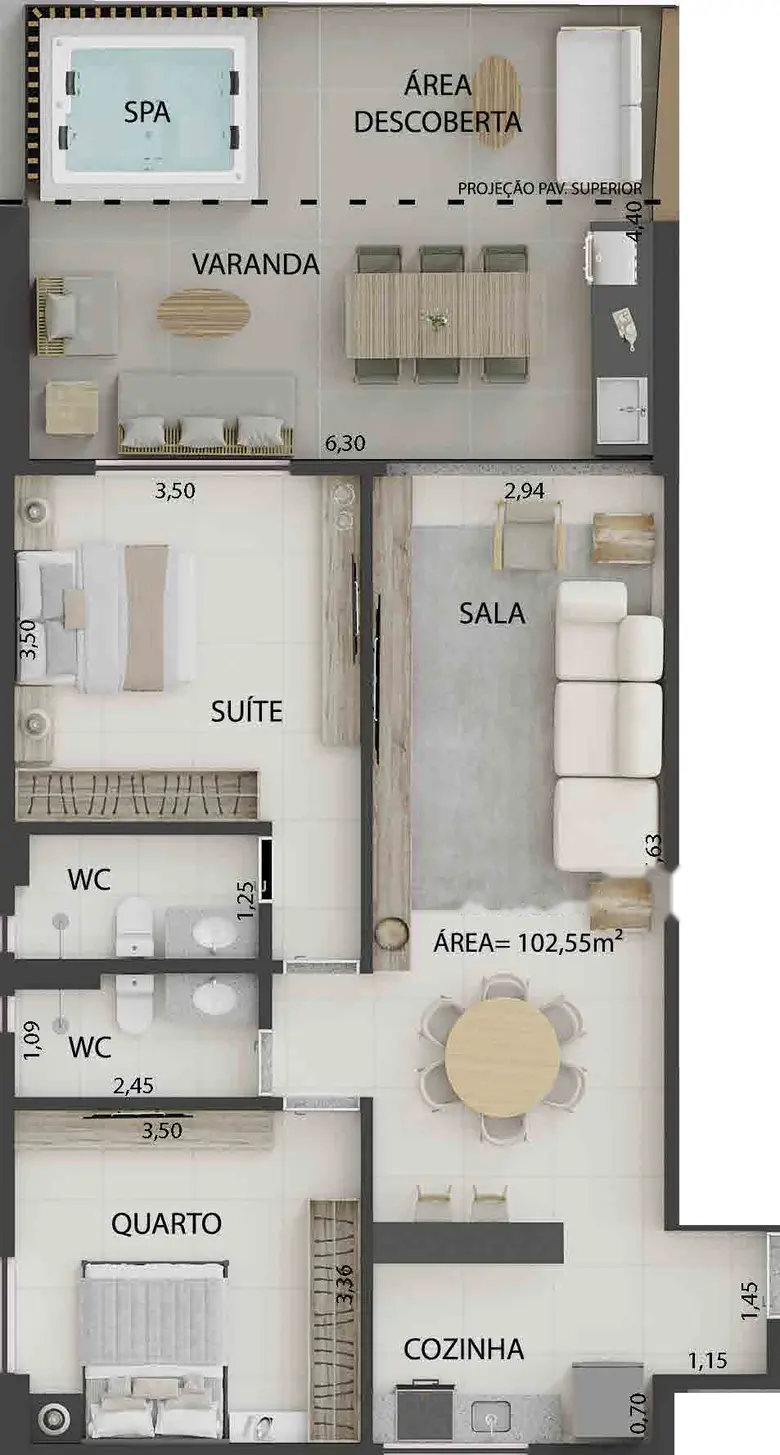 SPA
ÁREA
DESCOBERTA
PROJEÇÃO PAV. SUPERIOR
4,40
VARANDA
6,30
3,50
2,94
3,50
SALA
SUÍTE
,63
WC
1,25
ÁREA= 102,55m²
1,09
WC
2,45
3,50
QUARTO
3,36
1,45
COZINHA
1,15
0,70